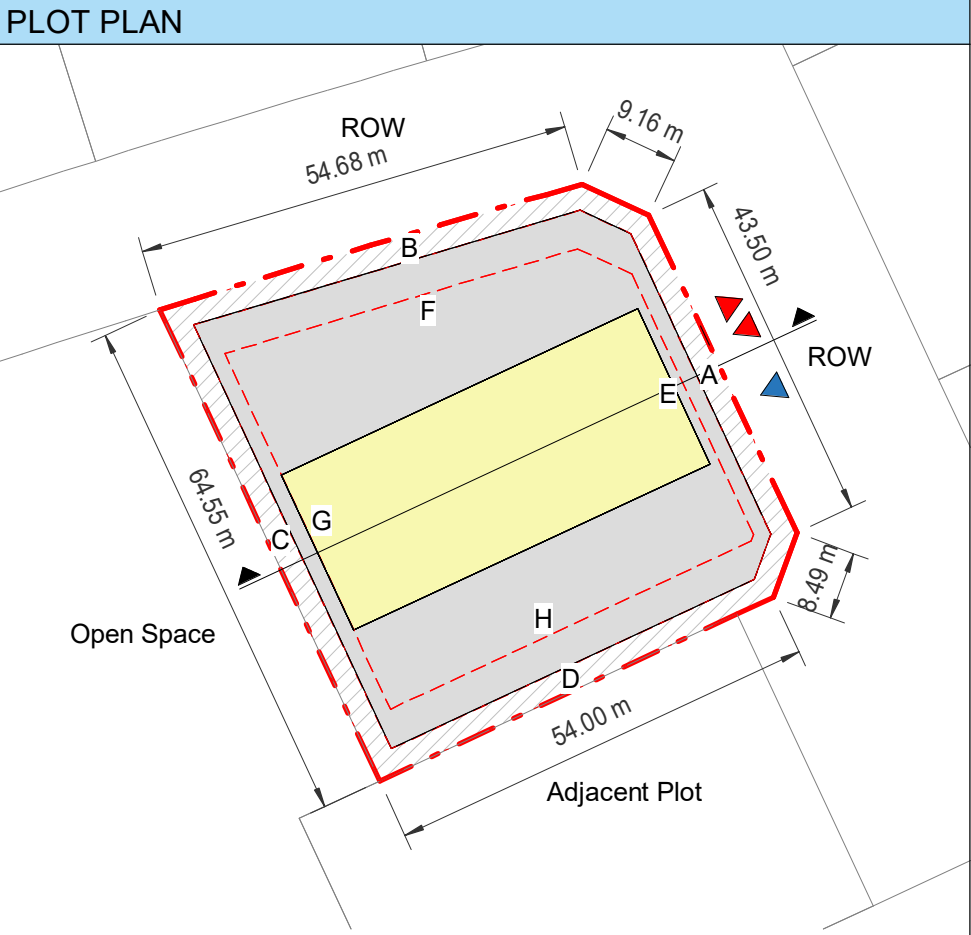 PLOT PLAN
ROW
9.16 m
54.68 m
43.50 m
B
F
ROW
A
E
64.55 m
G
C
8.49 m
H
Open Space
D
54.00 m
Adjacent Plot